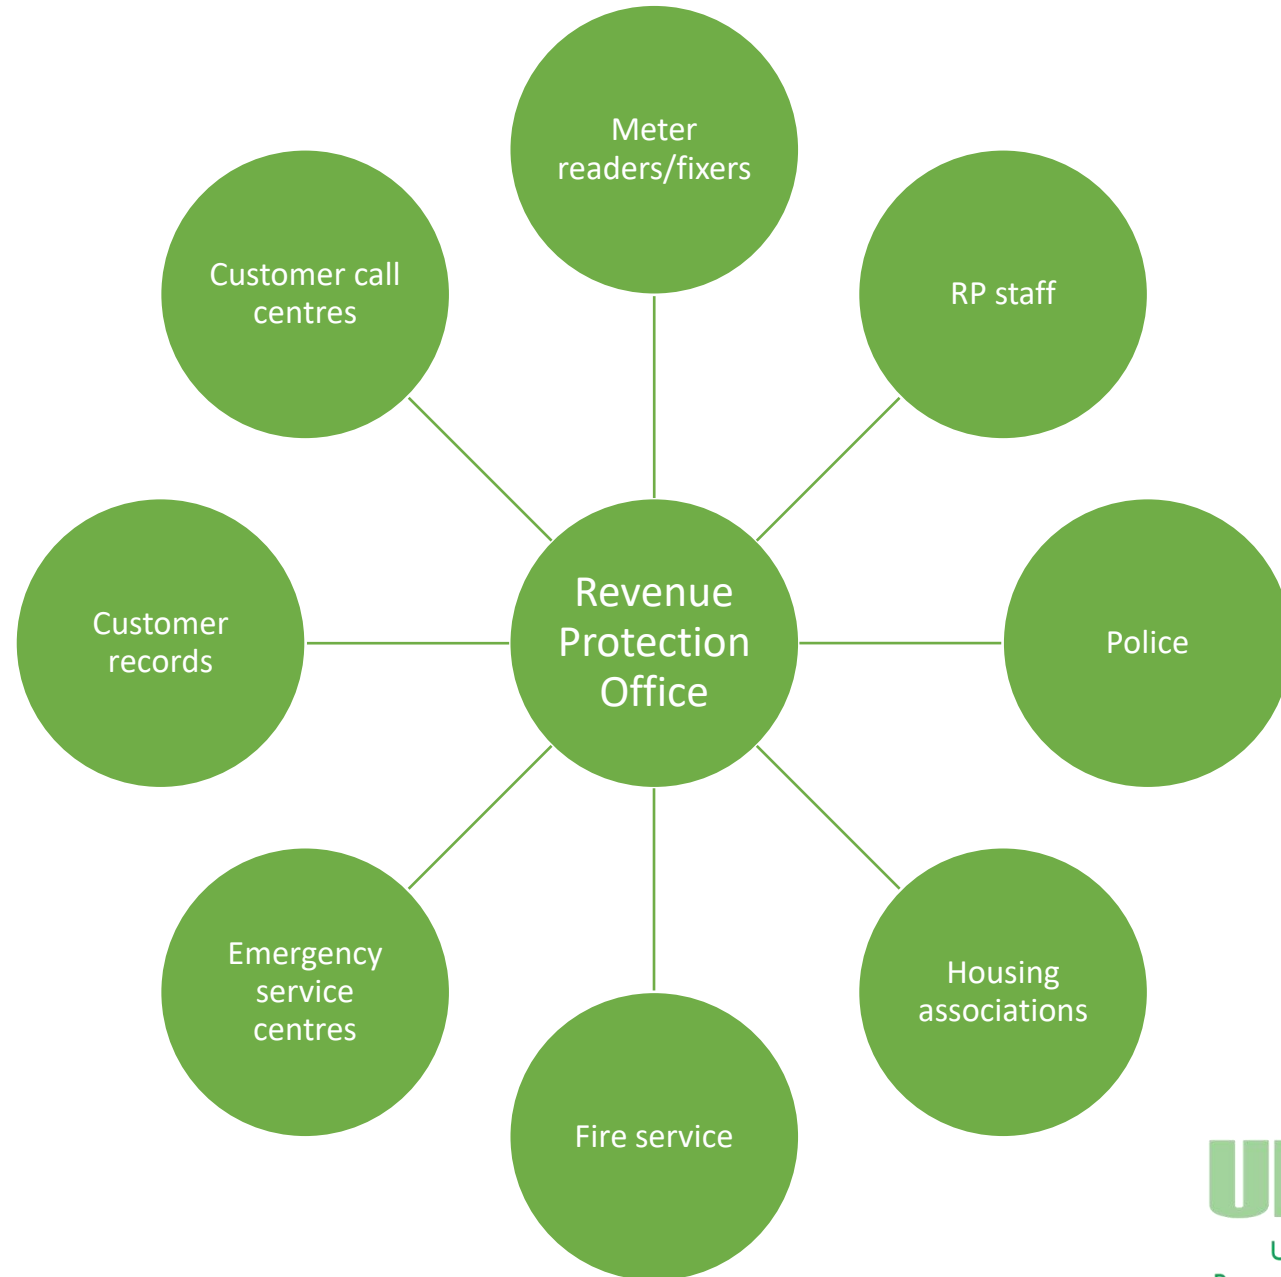 Meter
readers/fixers
Customer call
centres
RP staff
Revenue
Protection
Office
Customer
records
Police
Emergency
service
centres
Housing
associations
Fire service
U